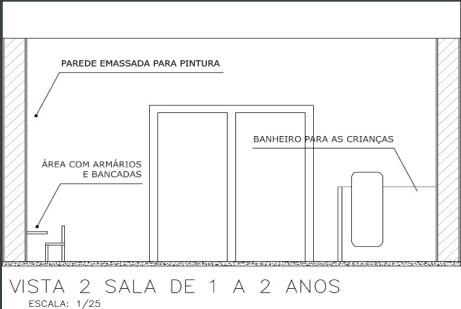 PAREDE EMASSADA PARA PINTURA
BANHEIRO PARA AS CRIANÇAS
ÁREA COM ARMÁRIOS
E BANCADAS
VISTA 2 SALA DE 1 A 2 ANOS
ESCALA: 1/25